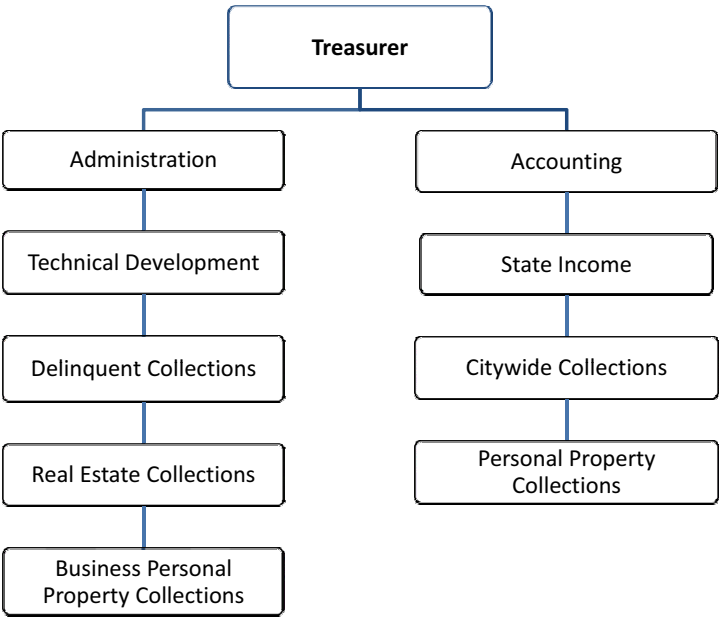 Treasurer
Administration
Technical Development
Delinquent Collections
Real Estate Collections
Business Personal
Property Collections
Accounting
State Income
Citywide Collections
Personal Property
Collections